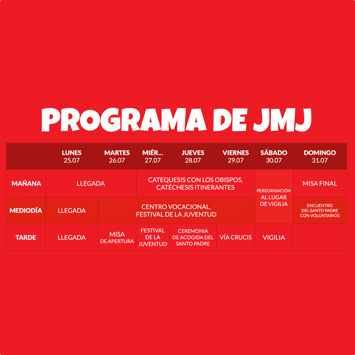 PROGRAMA DE JMJ
LUNES MARTES MIÉR... JUEVES VIERNES SÁBADO DOMINGO
25.07 26.07 27.07 28.07 29.07 30.07 31.07
MAÑANA
LLEGADA
CATEQUESIS CON LOS OBISPOS,
CATÉCHESIS ITINERANTES
PEREGRINACIÓN
AL LUGAR
DE VIGILIA
MISA FINAL
MEDIODÍA
LLEGADA
CENTRO VOCACIONAL,
FESTIVAL DE LA JUVENTUD
ENCUENTRO
DEL SANTO PADRE
CON VOLUNTARIOS
TARDE
LLEGADA
MISA
DE APERTURA
FESTIVAL
DE LA
JUVENTUD
CEREMONIA
DE ACOGIDA DEL
SANTO PADRE
VÍA CRUCIS
VIGILIA